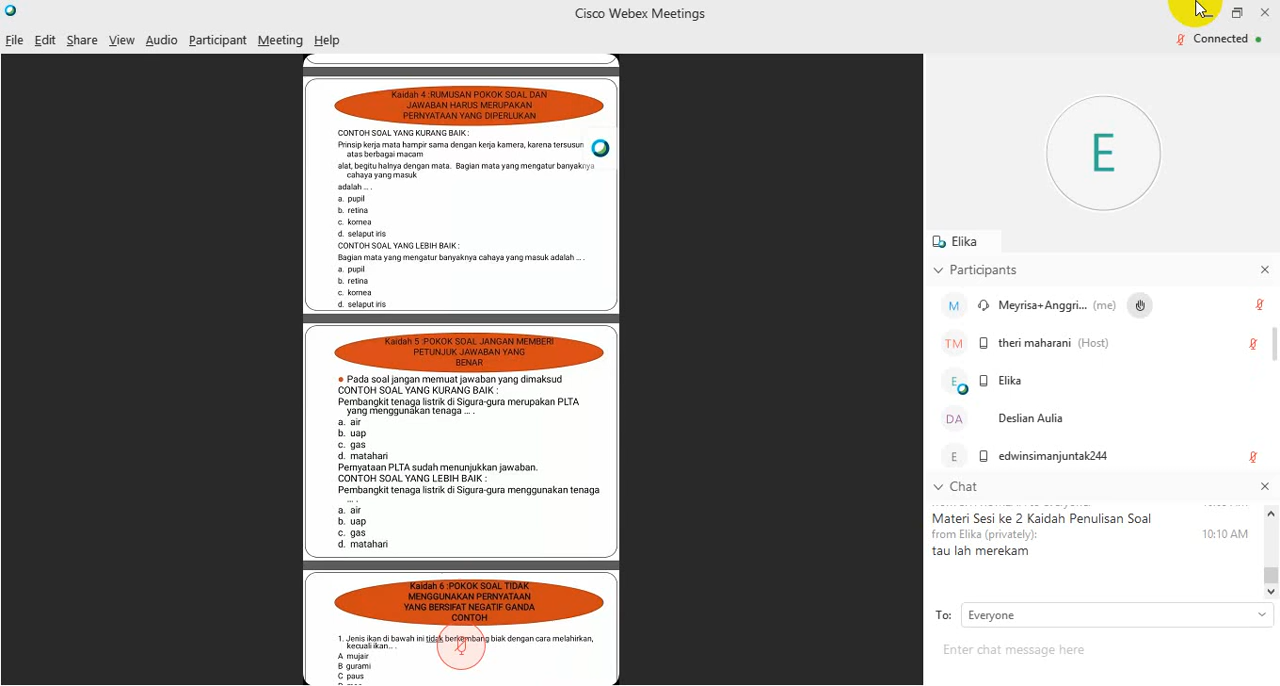 Cisco Webex Meetings
File Edit Share View Audio Participant Meeting Help
Connected
Kaidah 4 :RUMUSAN POKOK SOAL DAN
JAWABAN HARUS MERUPAKAN
PERNYATAAN YANG DIPERLUKAN
CONTOH SOAL YANG KURANG BAIK :
Prinsip kerja mata hampir sama dengan kerja kamera, karena tersusun
atas berbagai macam
alat, begitu halnya dengan mata. Bagian mata yang mengatur banyaknya
cahaya yang masuk
adalah ... .
a. pupil
b. retina
c. kornea
d. selaput iris
CONTOH SOAL YANG LEBIH BAIK :
Bagian mata yang mengatur banyaknya cahaya yang masuk adalah ... .
a. pupil
b. retina
c. kornea
d. selaput iris
Kaidah 5 :POKOK SOAL JANGAN MEMBERI
PETUNJUK JAWABAN YANG
BENAR
• Pada soal jangan memuat jawaban yang dimaksud
CONTOH SOAL YANG KURANG BAIK :
Pembangkit tenaga listrik di Sigura-gura merupakan PLTA
yang menggunakan tenaga ... .
a. air
b. uap
c. gas
d. matahari
Pernyataan PLTA sudah menunjukkan jawaban.
CONTOH SOAL YANG LEBIH BAIK :
Pembangkit tenaga listrik di Sigura-gura menggunakan tenaga
... .
a. air
b. uap
c. gas
d. matahari
Kaidah 6 :POKOK SOAL TIDAK
MENGGUNAKAN PERNYATAAN
YANG BERSIFAT NEGATIF GANDA
CONTOH
1. Jenis ikan di bawah ini tidak berkembang biak dengan cara melahirkan,
kecuali ikan... .
A mujair
B gurami
C paus
E
Elika
Participants
M Meyrisa+Anggri... (me)
TM theri maharani (Host)
E Elika
DA Deslian Aulia
E edwinsimanjuntak244
Chat
Materi Sesi ke 2 Kaidah Penulisan Soal
from Elika (privately): 10:10 AM
tau lah merekam
To: Everyone
Enter chat message here